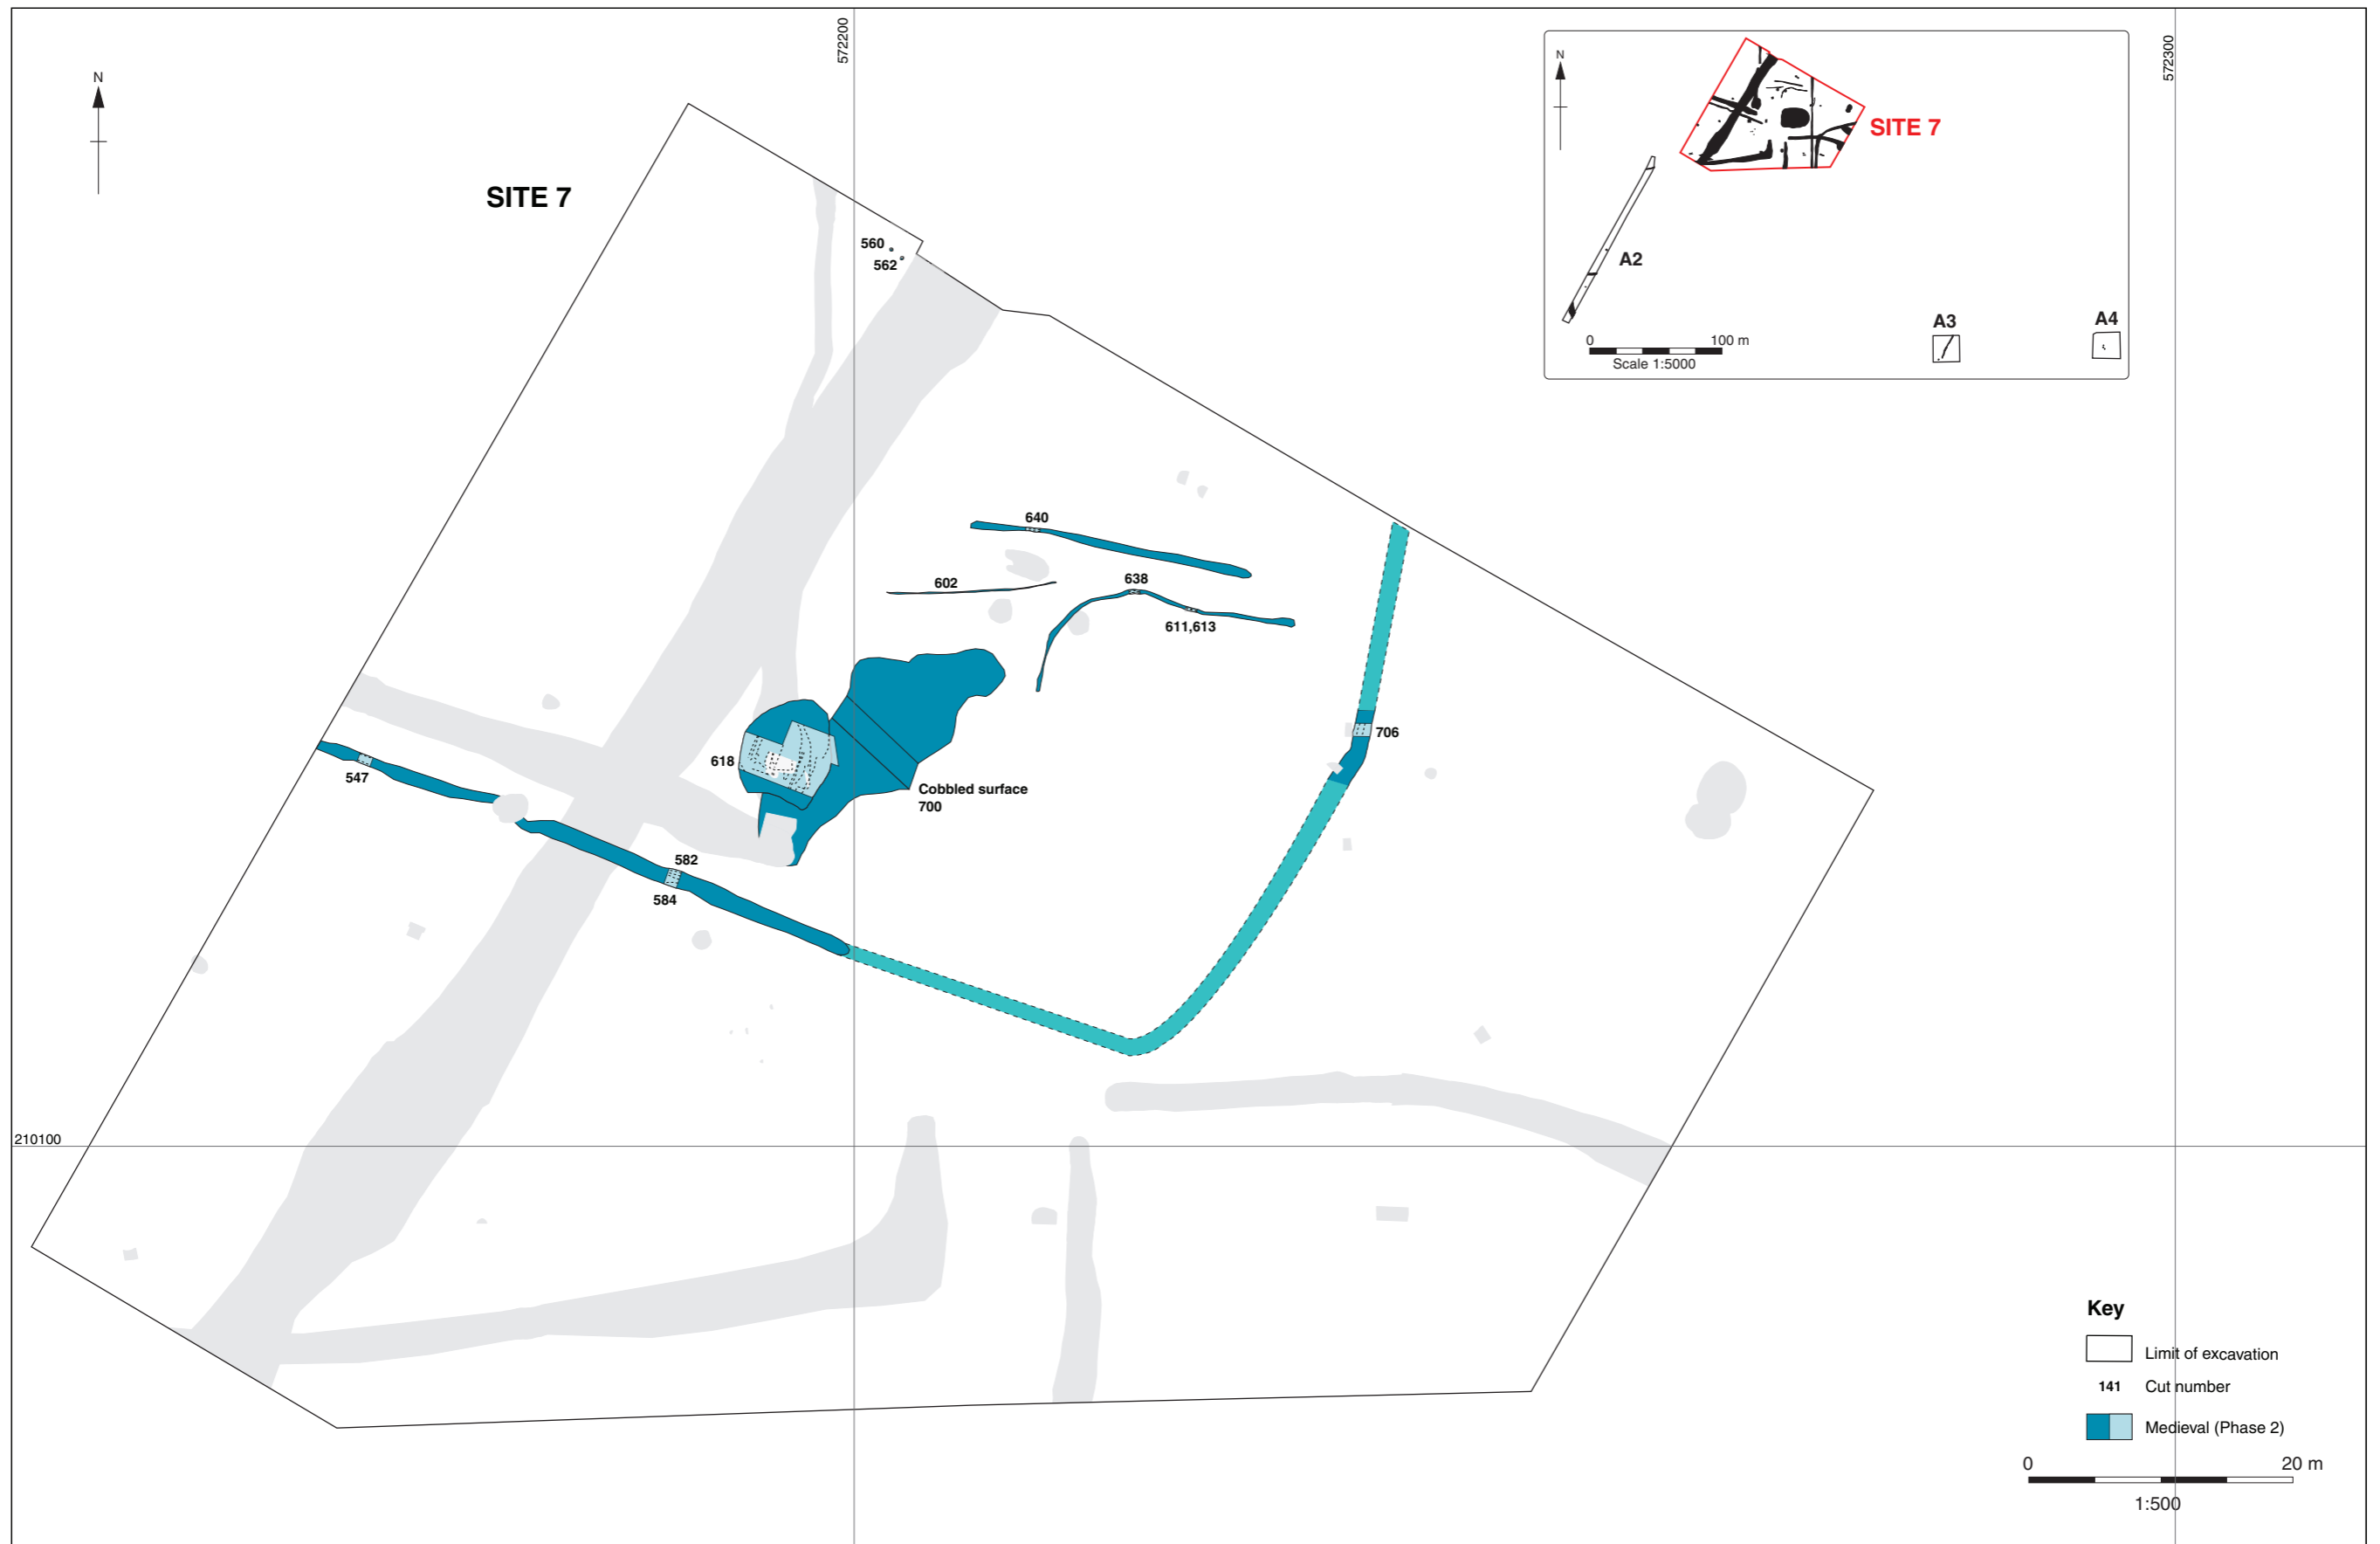 572200
572300
N
SITE 7
560
562
N
SITE 7
A2
A3
A4
0 100 m
Scale 1:5000
640
602
638
611,613
618
706
547
Cobbled surface
700
582
584
210100
Key
Limit of excavation
141 Cut number
Medieval (Phase 2)
0 20 m
1:500